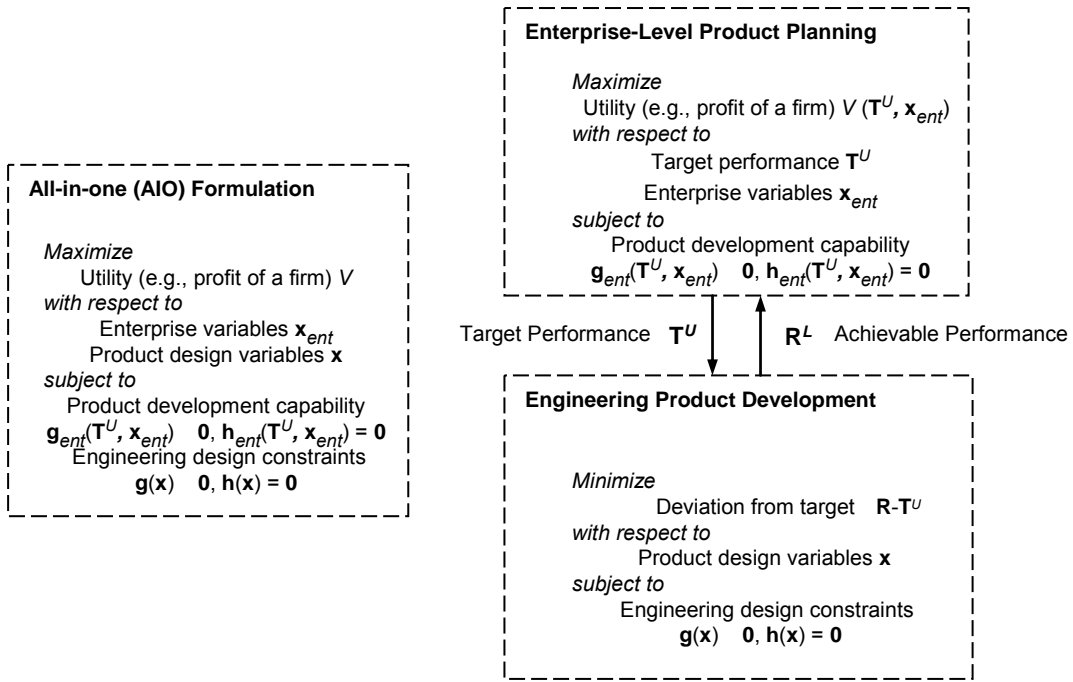 All-in-one (AIO) Formulation
Maximize
Utility (e.g., profit of a firm) V
with respect to
Enterprise variables x_ent
Product design variables x
subject to
Product development capability
g_ent(T^U, x_ent)    0, h_ent(T^U, x_ent) = 0
Engineering design constraints
g(x)    0, h(x) = 0
Enterprise-Level Product Planning
Maximize
Utility (e.g., profit of a firm) V (T^U, x_ent)
with respect to
Target performance T^U
Enterprise variables x_ent
subject to
Product development capability
g_ent(T^U, x_ent)    0, h_ent(T^U, x_ent) = 0
Target Performance T^U R^L Achievable Performance
Engineering Product Development
Minimize
Deviation from target    R-T^U
with respect to
Product design variables x
subject to
Engineering design constraints
g(x)    0, h(x) = 0